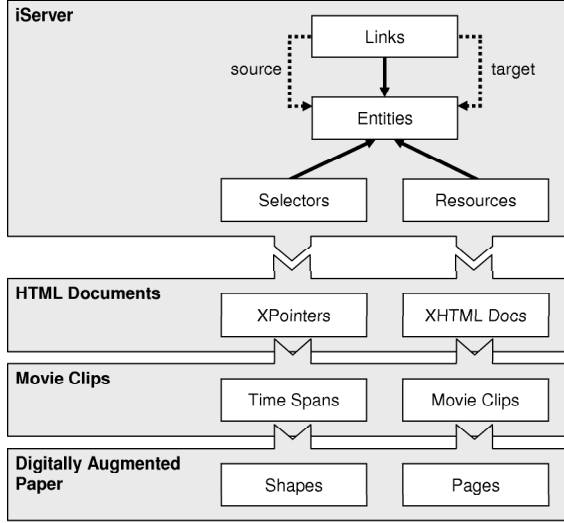 iServer
Links
source
target
Entities
Selectors
Resources
HTML Documents
XPointers
XHTML Docs
Movie Clips
Time Spans
Movie Clips
Digitally Augmented
Paper
Shapes
Pages